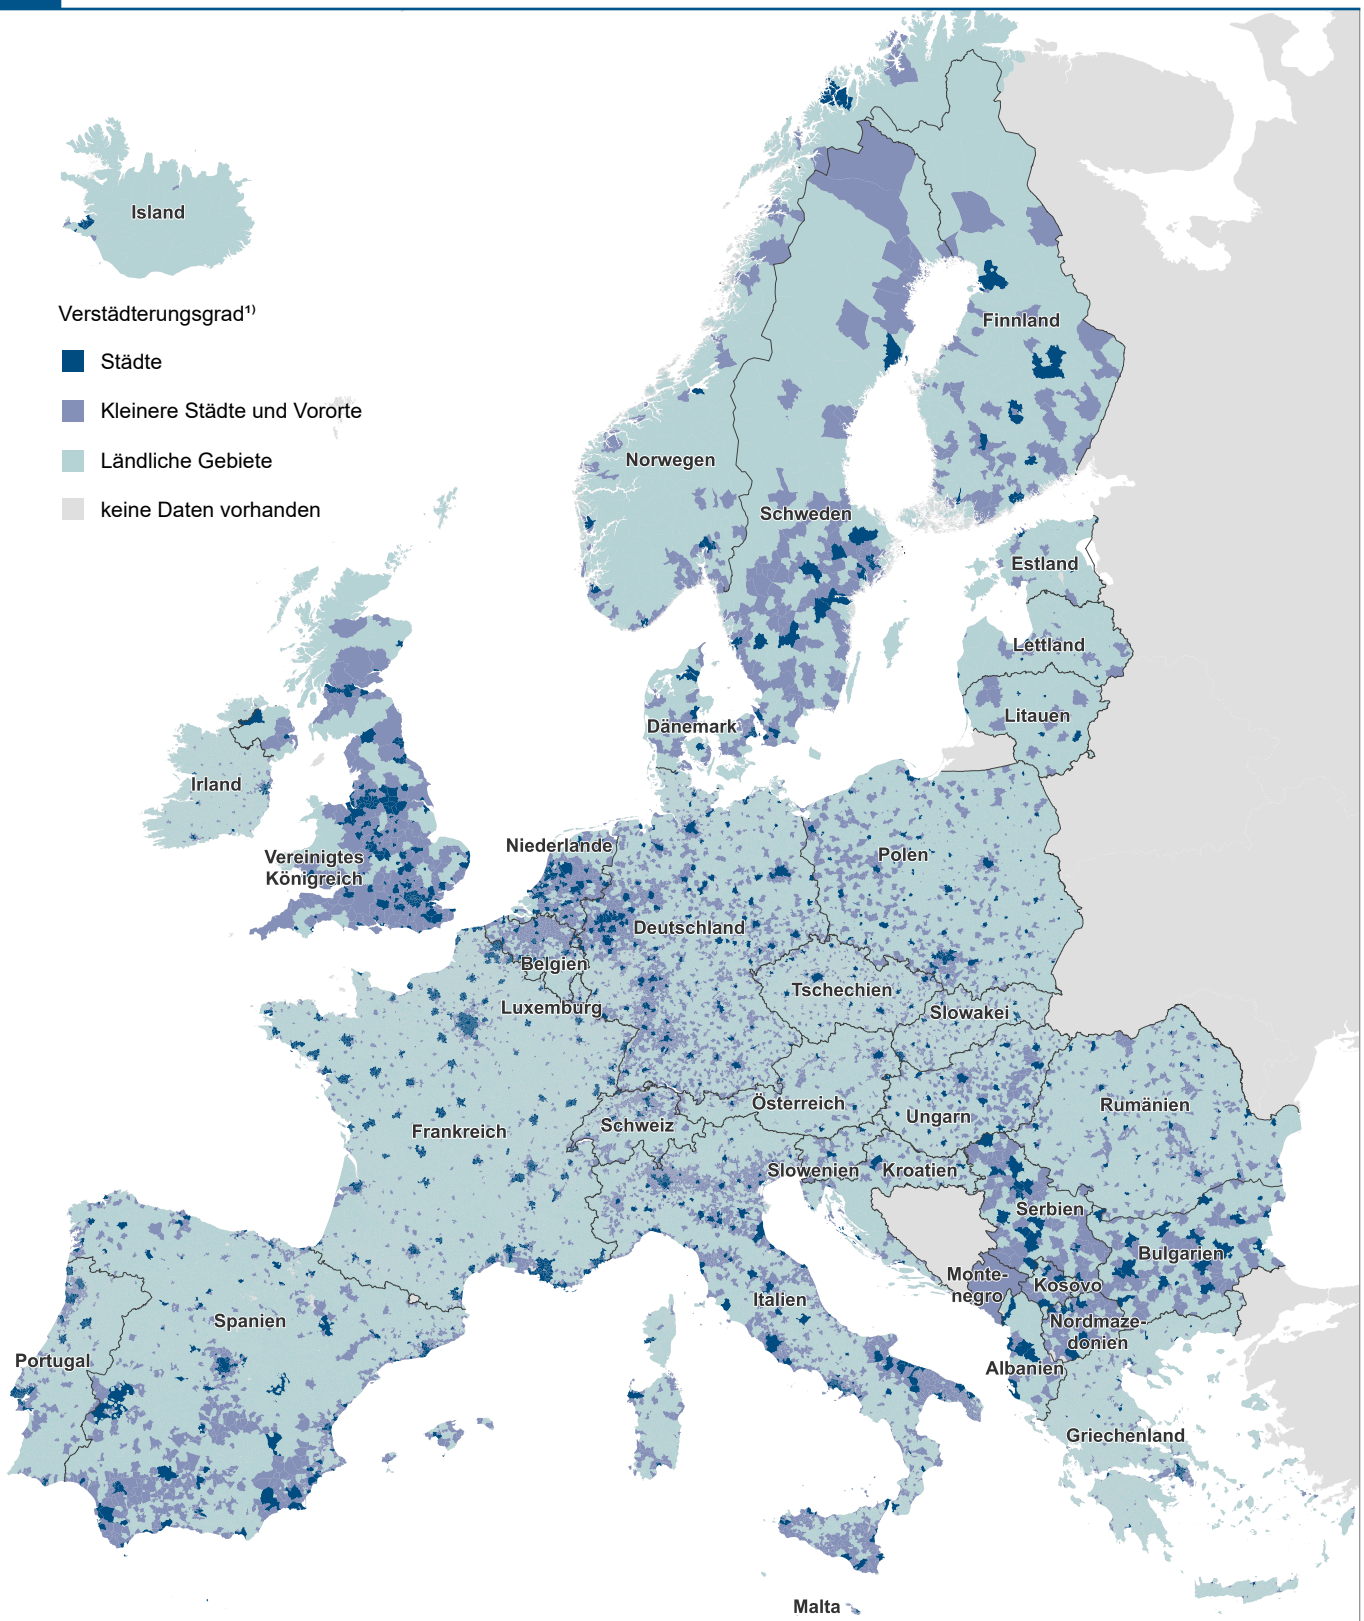 Island
Verstädterungsgrad¹⁾
Städte
Kleinere Städte und Vororte
Ländliche Gebiete
keine Daten vorhanden
Finnland
Norwegen
Schweden
Estland
Lettland
Litauen
Dänemark
Irland
Vereinigtes
Königreich
Niederlande
Polen
Deutschland
Belgien
Tschechien
Luxemburg
Slowakei
Österreich
Rumänien
Ungarn
Schweiz
Frankreich
Slowenien
Kroatien
Serbien
Bulgarien
Monte-
negro
Kosovo
Italien
Spanien
Nordmaze-
donien
Portugal
Albanien
Griechenland
Malta